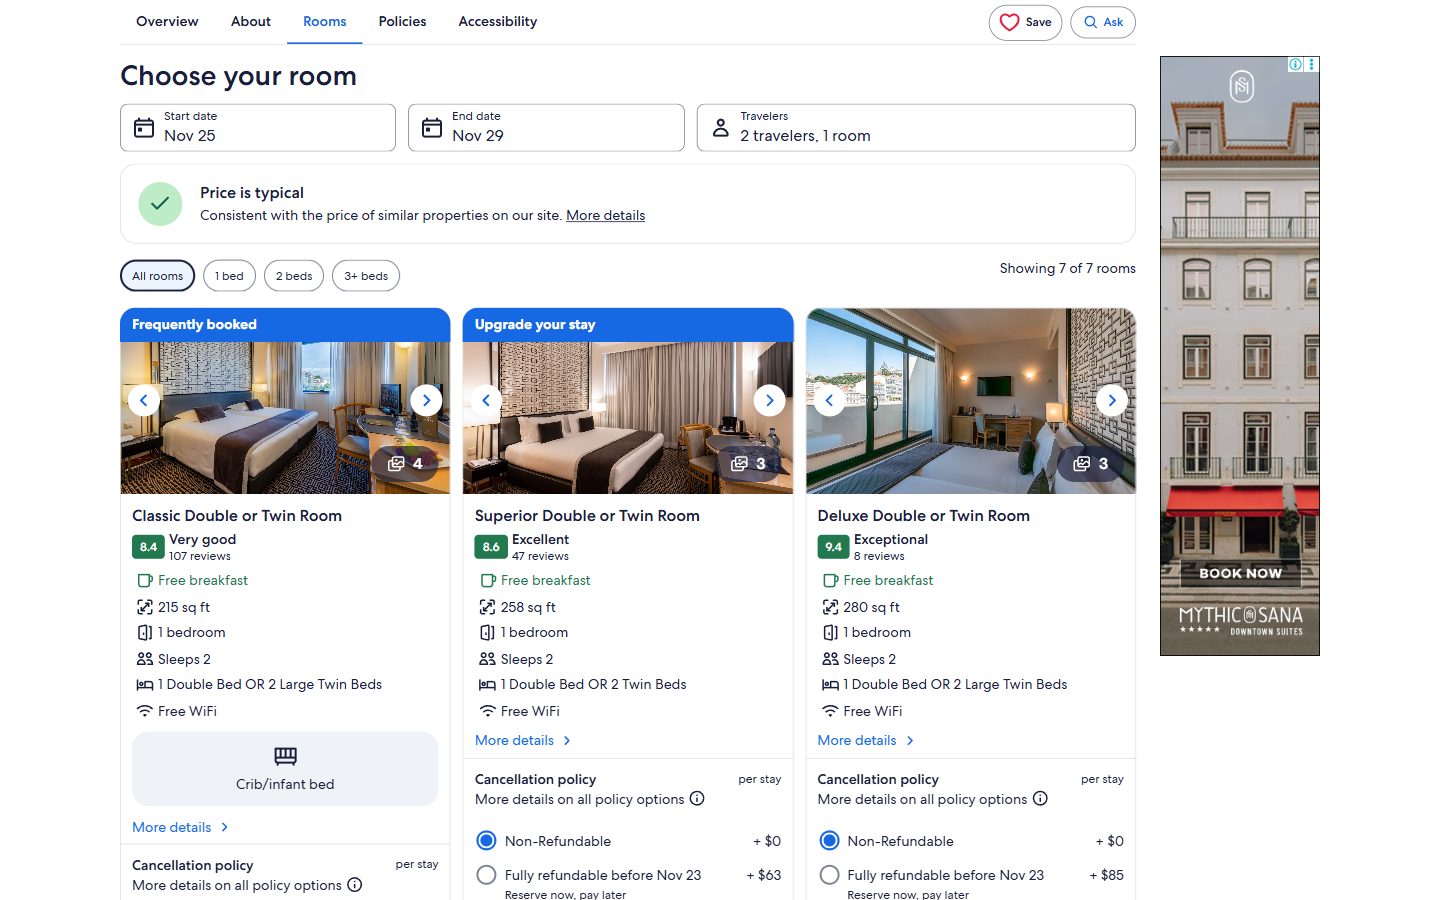 Overview
About
Rooms
Policies
Accessibility
Save
Ask
Choose your room
Start date
Nov 25
End date
Nov 29
Travelers
2 travelers, 1 room
Price is typical
Consistent with the price of similar properties on our site. More details
All rooms
1 bed
2 beds
3+ beds
Showing 7 of 7 rooms
Frequently booked
4
Classic Double or Twin Room
8.4
Very good
107 reviews
Free breakfast
215 sq ft
1 bedroom
Sleeps 2
1 Double Bed OR 2 Large Twin Beds
Free WiFi
Crib/infant bed
More details
Cancellation policy
per stay
More details on all policy options
Upgrade your stay
3
Superior Double or Twin Room
8.6
Excellent
47 reviews
Free breakfast
258 sq ft
1 bedroom
Sleeps 2
1 Double Bed OR 2 Twin Beds
Free WiFi
More details
Cancellation policy
per stay
More details on all policy options
Non-Refundable
+ $0
Fully refundable before Nov 23
+ $63
Reserve now, pay later
3
Deluxe Double or Twin Room
9.4
Exceptional
8 reviews
Free breakfast
280 sq ft
1 bedroom
Sleeps 2
1 Double Bed OR 2 Large Twin Beds
Free WiFi
More details
Cancellation policy
per stay
More details on all policy options
Non-Refundable
+ $0
Fully refundable before Nov 23
+ $85
Reserve now, pay later
BOOK NOW
MYTHIC SANA
DOWNTOWN SUITES